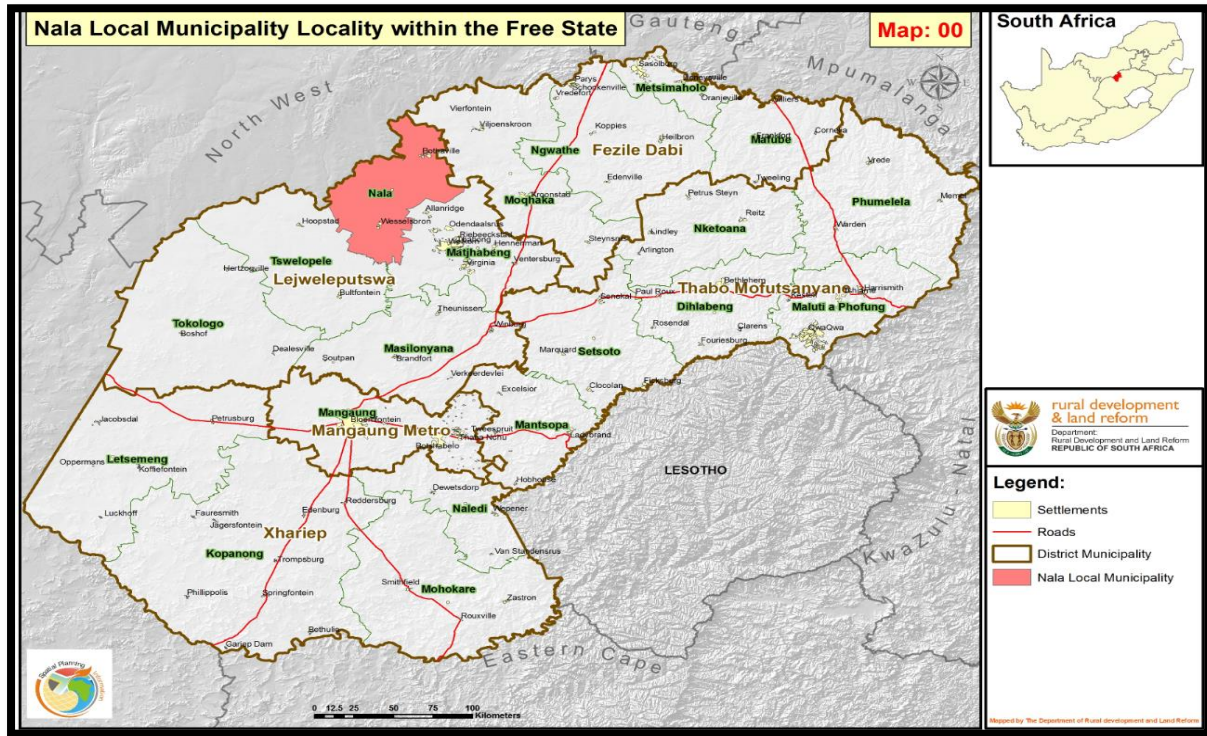 Nala Local Municipality Locality within the Free State
Map: 00
South Africa
Gauteng
Mpumalanga
North West
Sasolburg
Parys
Schockenville
Metsimaholo
Vredefort
Oranjeville
Villiers
Vierfontein
Viljoenskroon
Koppies
Heilbron
Frankfort
Mafube
Cornelia
Ngwathe
Fezile Dabi
Bothaville
Vrede
Edenville
Tweeling
Nala
Moqhaka
Kroonstad
Petrus Steyn
Phumelela
Memel
Allanridge
Reitz
Hoopstad
Wesselsbron
Odendaalsrus
Riebeeckstad
Nketoana
Warden
Lindley
Steynsrus
Hennenman
Matjhabeng
Arlington
Ventersburg
Virginia
Tswelopele
Hertzogville
Lejweleputswa
Bultfontein
Bethlehem
Thabo Mofutsanyane
Kestell
Harrismith
Paul Roux
Senekal
Dihlabeng
Maluti a Phofung
Theunissen
Tokologo
Boshof
Winburg
Rosendal
Clarens
QwaQwa
Fouriesburg
Masilonyana
Brandfort
Dealesville
Soutpan
Marquard
Setsoto
Verkeerdevlei
Excelsior
Clocolan
Ficksburg
Jacobsdal
Petrusburg
Mangaung
Bloemfontein
Mangaung Metro
Tweespruit
Thaba Nchu
Botshabelo
Mantsopa
Ladybrand
Letsemeng
Oppermans
Koffiefontein
LESOTHO
Hobhouse
Dewetsdorp
KwaZulu-Natal
Luckhoff
Fauresmith
Jagersfontein
Edenburg
Reddersburg
Naledi
Wepener
Xhariep
Kopanong
Trompsburg
Van Standensrus
Smithfield
Mohokare
Phillippolis
Springfontein
Zastron
Rouxville
Bethulie
Gariep Dam
Eastern Cape
Spatial Planning
Information
0 12.5 25 50 75 100
Kilometers
rural development
& land reform
Department:
Rural Development and Land Reform
REPUBLIC OF SOUTH AFRICA
Legend:
Settlements
Roads
District Municipality
Nala Local Municipality
Mapped by The Department of Rural development and Land Reform